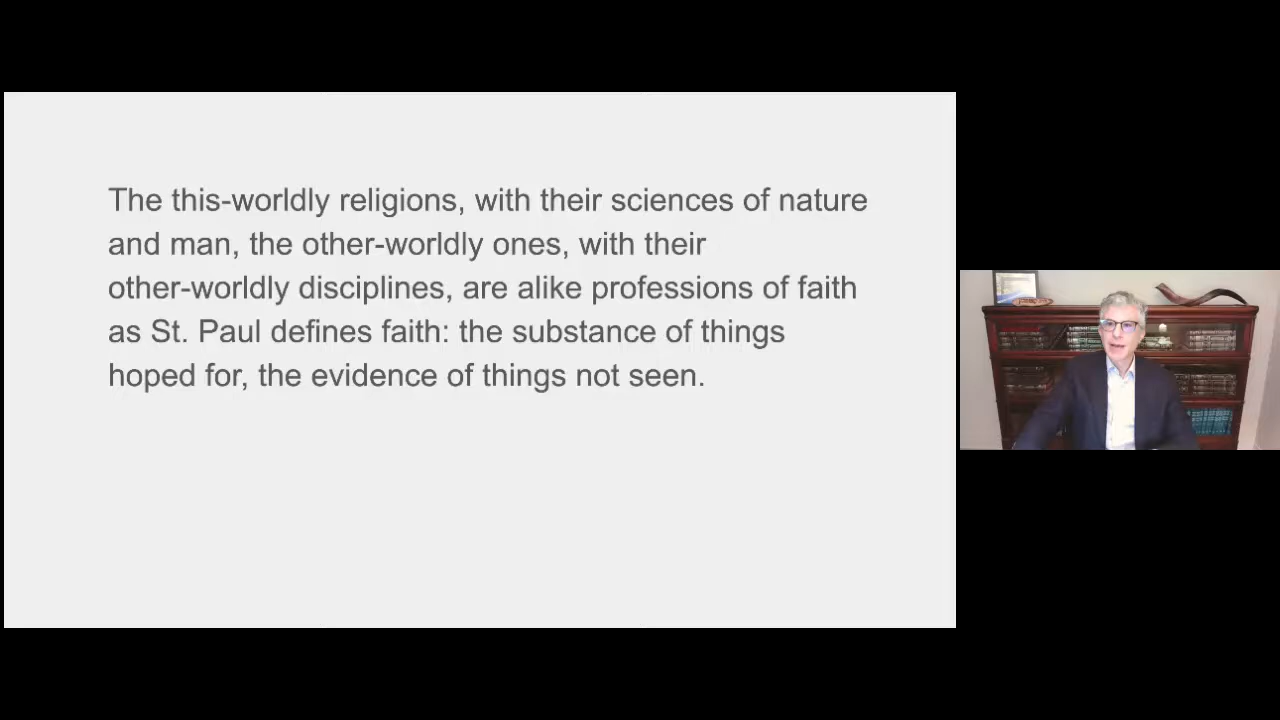 The this-worldly religions, with their sciences of nature
and man, the other-worldly ones, with their
other-worldly disciplines, are alike professions of faith
as St. Paul defines faith: the substance of things
hoped for, the evidence of things not seen.